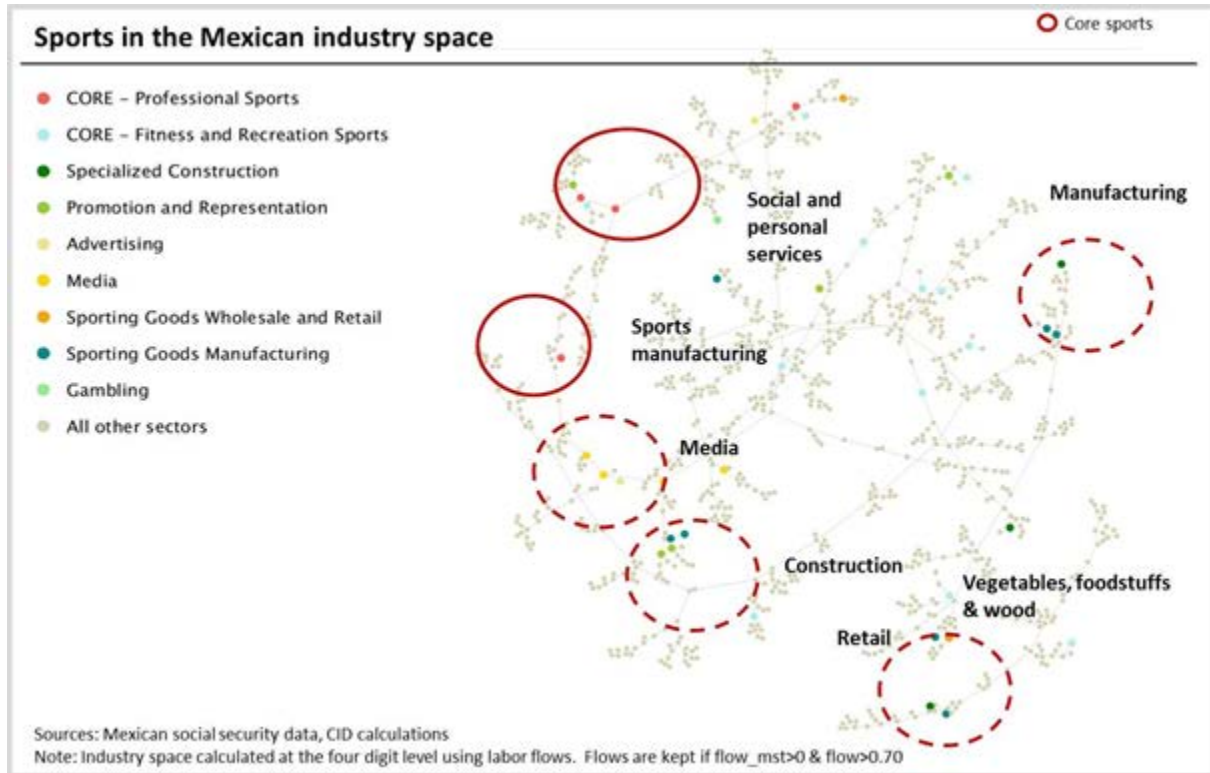 Sports in the Mexican industry space
Core sports
CORE – Professional Sports
CORE – Fitness and Recreation Sports
Specialized Construction
Promotion and Representation
Advertising
Media
Sporting Goods Wholesale and Retail
Sporting Goods Manufacturing
Gambling
All other sectors
Social and
personal
services
Manufacturing
Sports
manufacturing
Media
Construction
Vegetables, foodstuffs
& wood
Retail
Sources: Mexican social security data, CID calculations
Note: Industry space calculated at the four digit level using labor flows.  Flows are kept if flow_mst>0 & flow>0.70